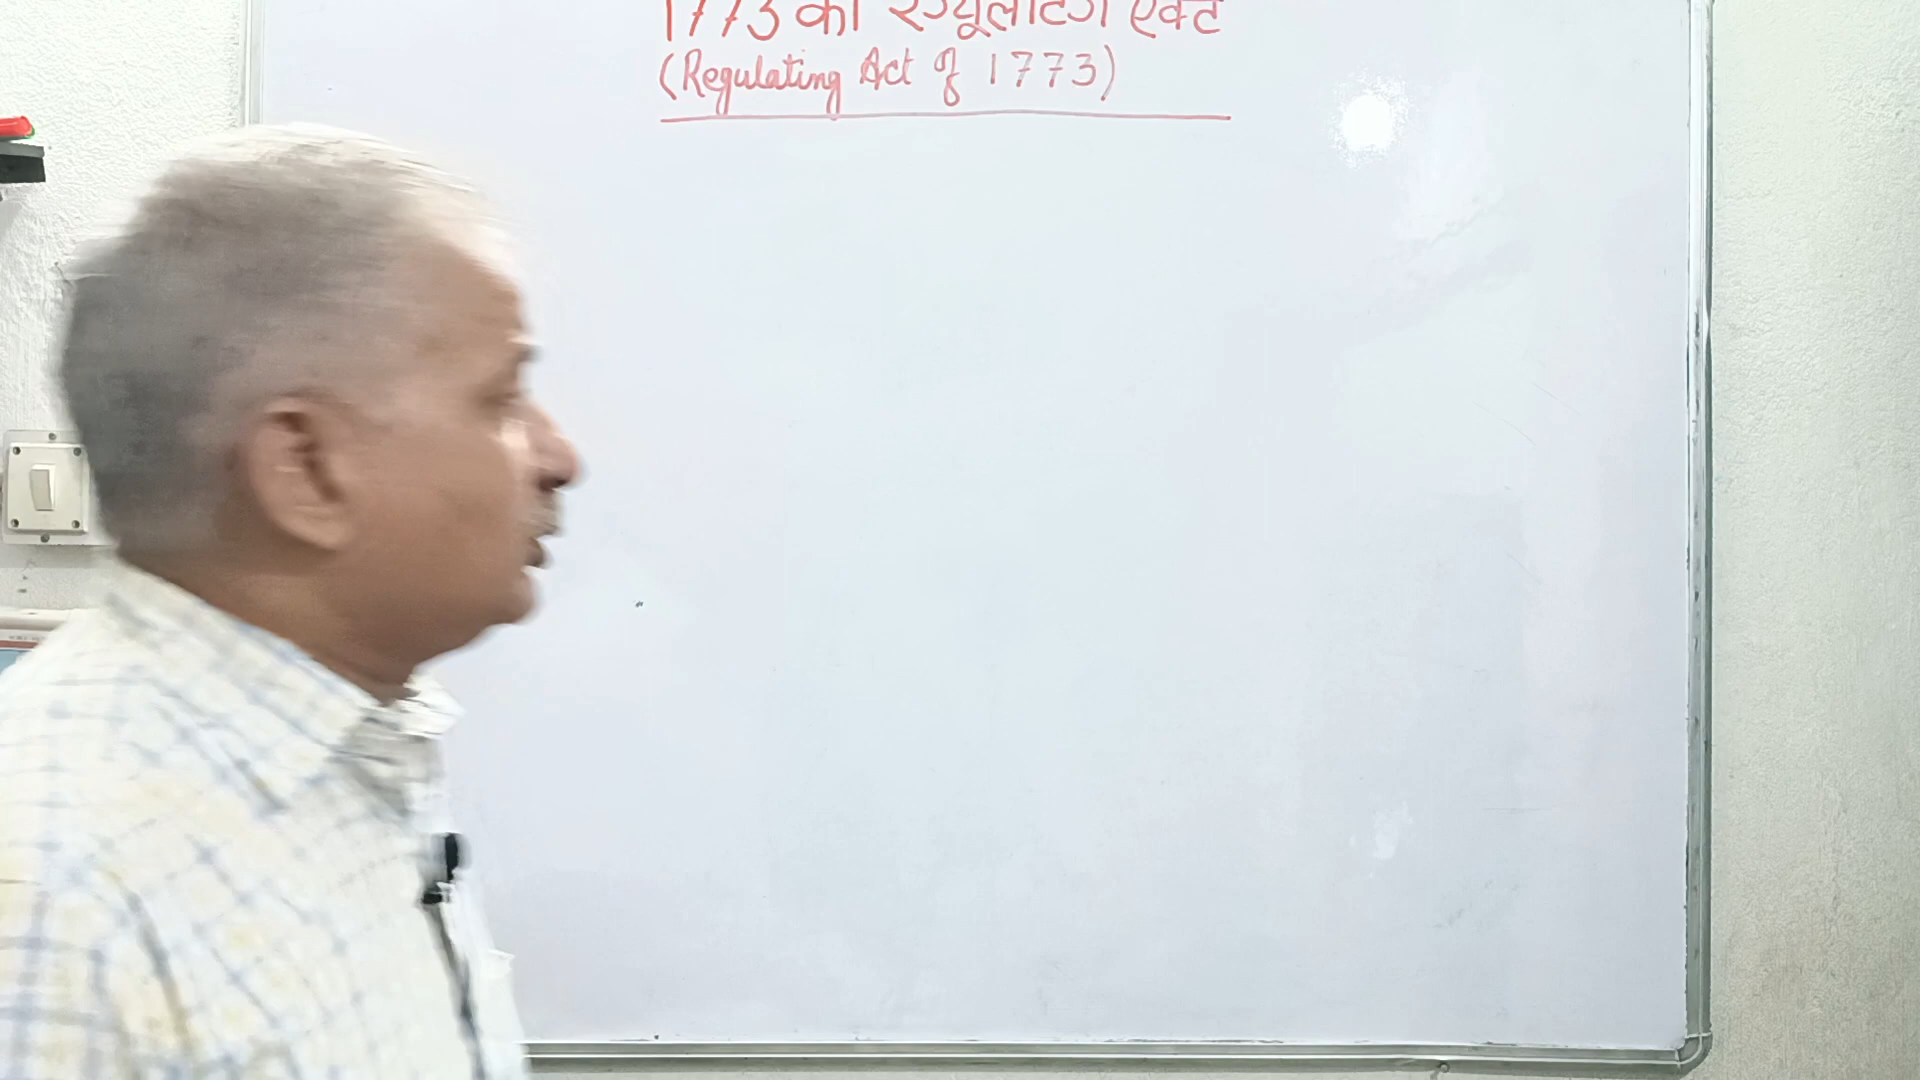 1773 का रेग्यूलेटिंग एक्ट
(Regulating Act of 1773)